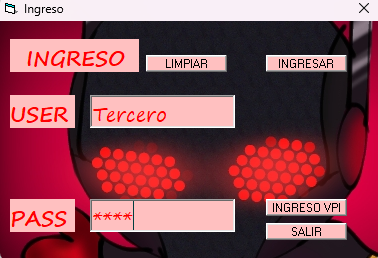 Ingreso
INGRESO
LIMPIAR
INGRESAR
USER
Tercero
PASS
****
INGRESO VPI
SALIR